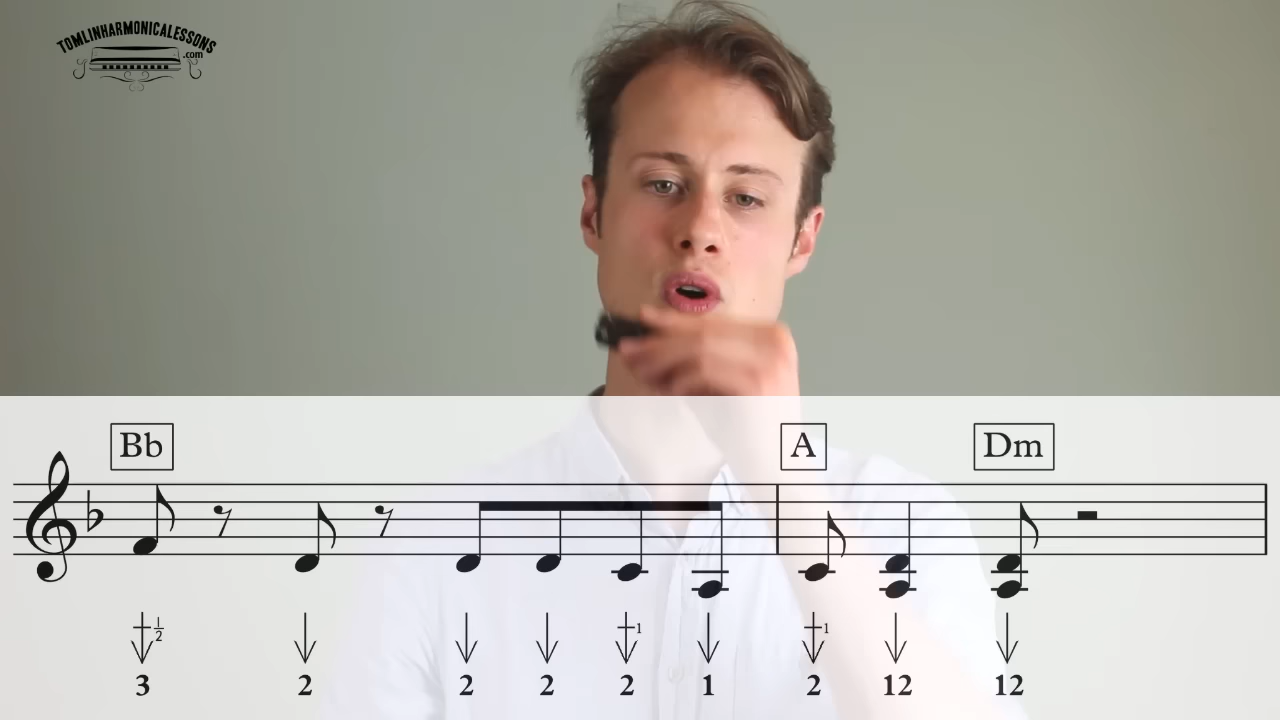 TOMLINHARMONICALESSONS
.com
Bb A Dm
1/2 1 1
3 2 2 2 2 1 2 12 12